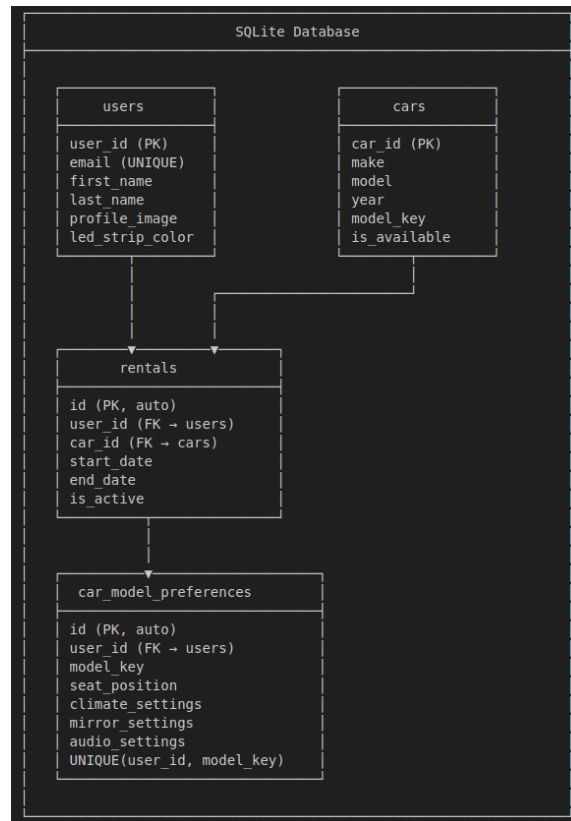 SQLite Database
users
user_id (PK)
email (UNIQUE)
first_name
last_name
profile_image
led_strip_color
cars
car_id (PK)
make
model
year
model_key
is_available
rentals
id (PK, auto)
user_id (FK → users)
car_id (FK → cars)
start_date
end_date
is_active
car_model_preferences
id (PK, auto)
user_id (FK → users)
model_key
seat_position
climate_settings
mirror_settings
audio_settings
UNIQUE(user_id, model_key)